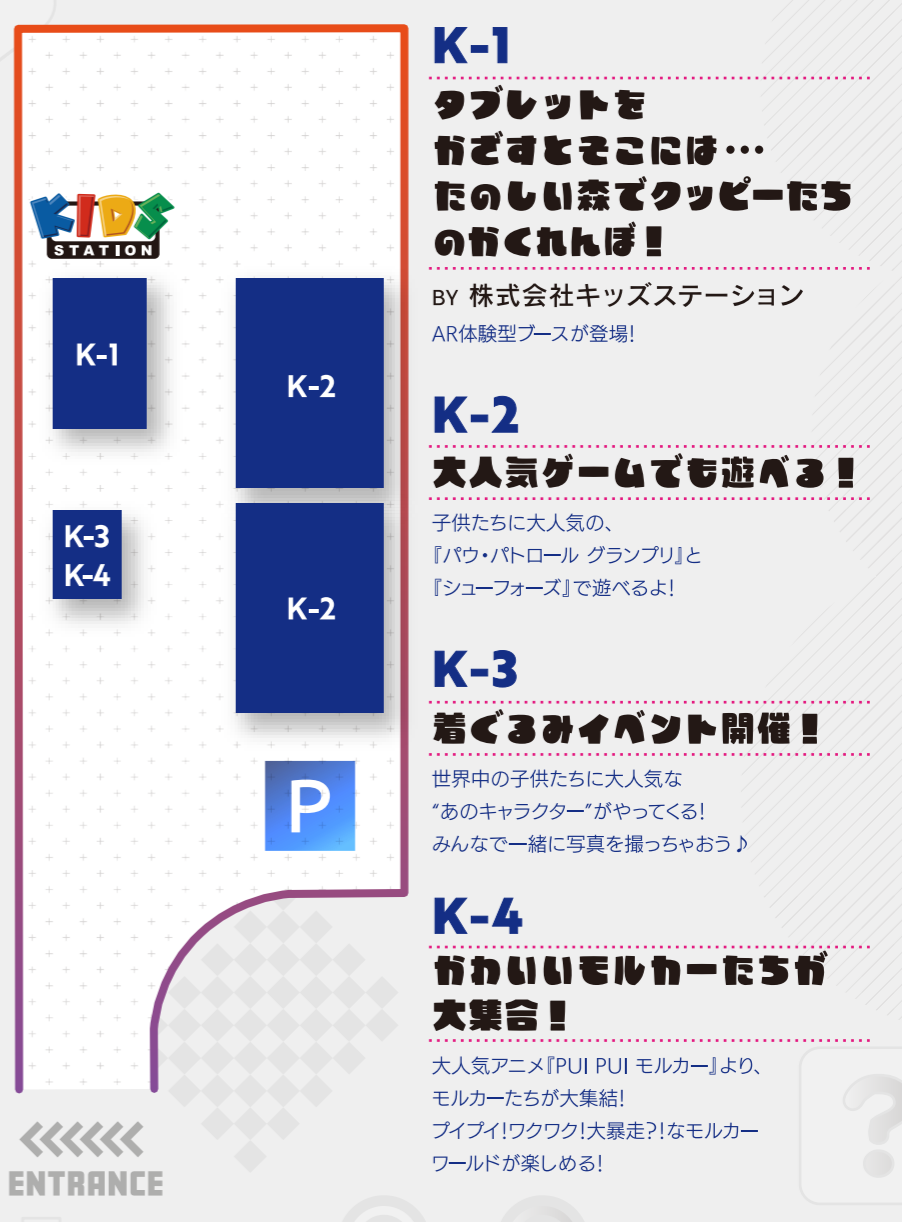 KIDS
STATION
K-1
K-2
K-3
K-4
K-2
P
ENTRANCE
K-1
タブレットを
かざすとそこには…
たのしい森でクッピーたち
のかくれんぼ!
BY 株式会社キッズステーション
AR体験型ブースが登場!
K-2
大人気ゲームでも遊べる!
子供たちに大人気の、
『パウ・パトロール グランプリ』と
『シューフォーズ』で遊べるよ!
K-3
着ぐるみイベント開催!
世界中の子供たちに大人気な
“あのキャラクター”がやってくる!
みんなで一緒に写真を撮っちゃおう♪
K-4
かわいいモルカーたちが
大集合!
大人気アニメ『PUI PUI モルカー』より、
モルカーたちが大集結!
プイプイ!ワクワク!大暴走?!なモルカー
ワールドが楽しめる!
?